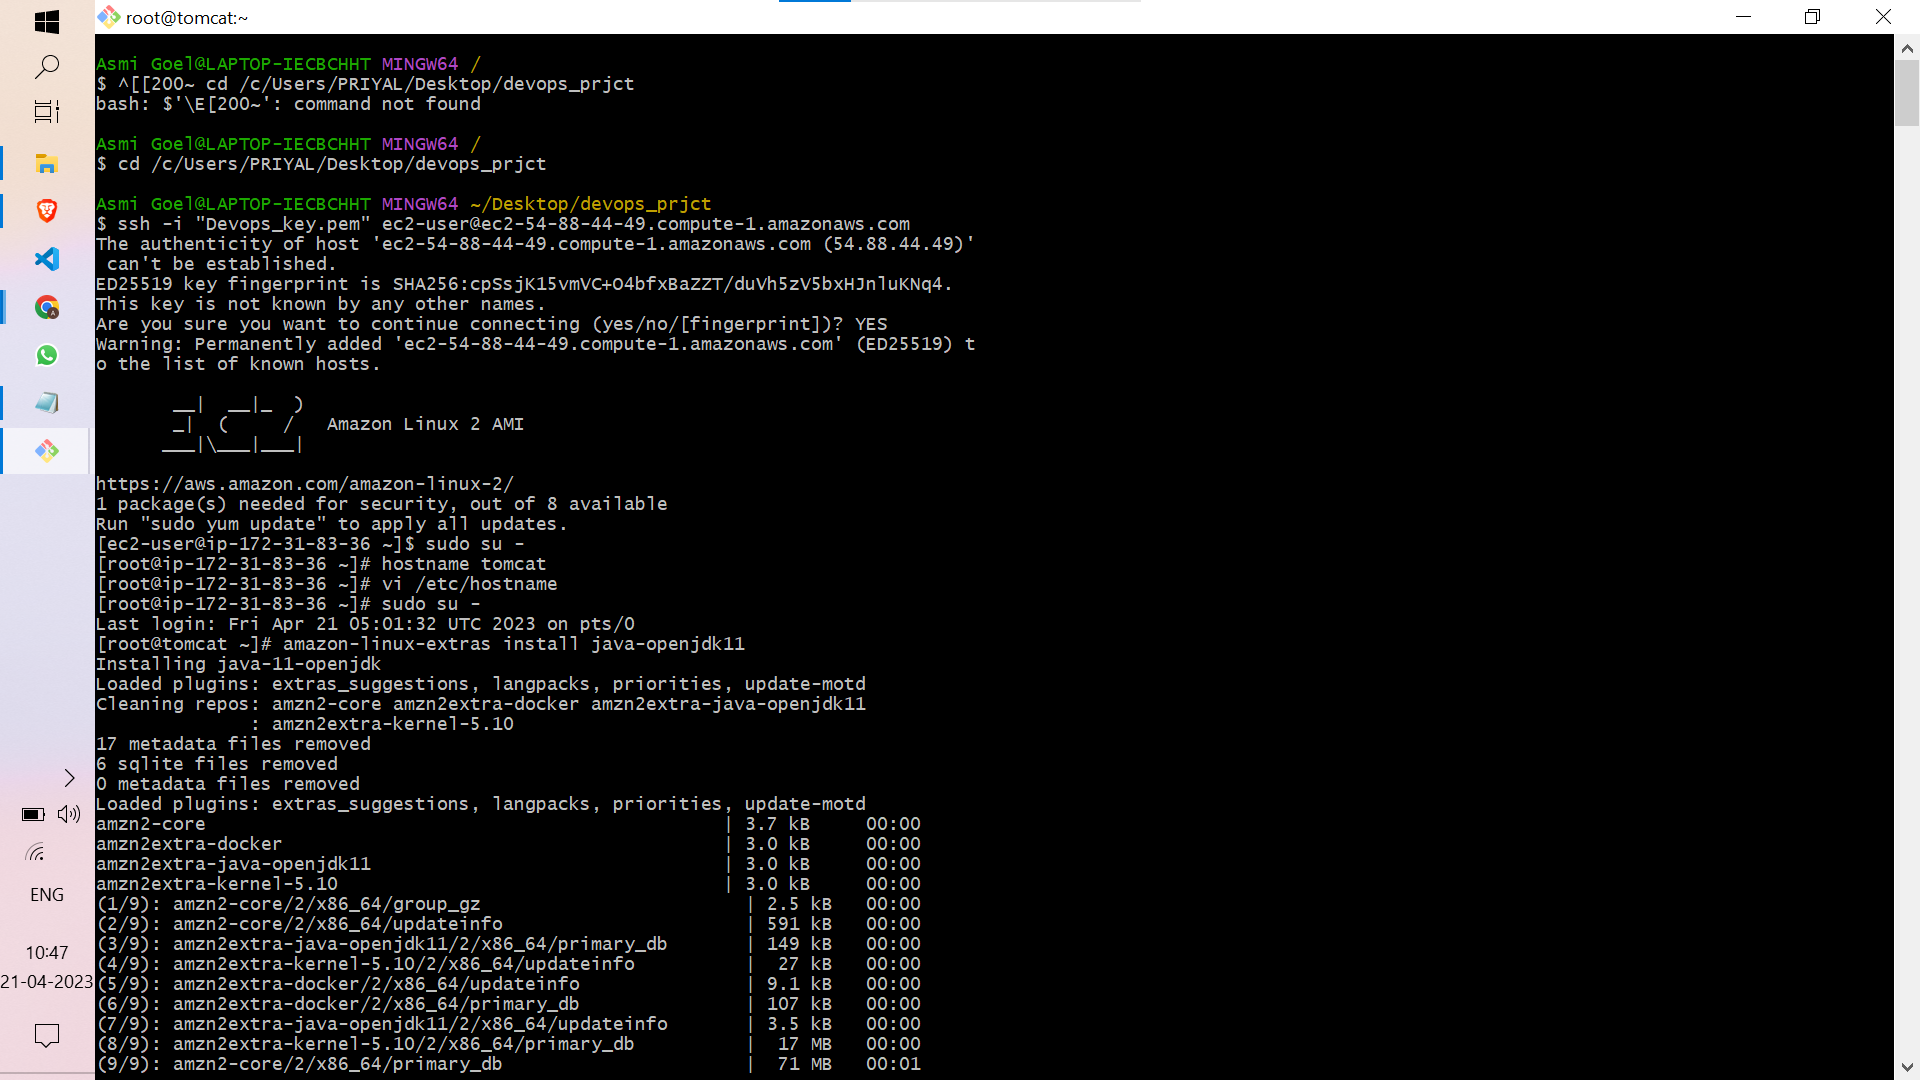 root@tomcat:~
Asmi Goel@LAPTOP-IECBCHHT MINGW64 /
$ ^[[200~ cd /c/Users/PRIYAL/Desktop/devops_prjct
bash: $'\E[200~': command not found
Asmi Goel@LAPTOP-IECBCHHT MINGW64 /
$ cd /c/Users/PRIYAL/Desktop/devops_prjct
Asmi Goel@LAPTOP-IECBCHHT MINGW64 ~/Desktop/devops_prjct
$ ssh -i "Devops_key.pem" ec2-user@ec2-54-88-44-49.compute-1.amazonaws.com
The authenticity of host 'ec2-54-88-44-49.compute-1.amazonaws.com (54.88.44.49)'
 can't be established.
ED25519 key fingerprint is SHA256:cpSsjK15vmVC+O4bfxBaZZT/duVh5zV5bxHJnluKNq4.
This key is not known by any other names.
Are you sure you want to continue connecting (yes/no/[fingerprint])? YES
Warning: Permanently added 'ec2-54-88-44-49.compute-1.amazonaws.com' (ED25519) t
o the list of known hosts.
       __|  __|_  )
       _|  (     /   Amazon Linux 2 AMI
      ___|\___|___|
https://aws.amazon.com/amazon-linux-2/
1 package(s) needed for security, out of 8 available
Run "sudo yum update" to apply all updates.
[ec2-user@ip-172-31-83-36 ~]$ sudo su -
[root@ip-172-31-83-36 ~]# hostname tomcat
[root@ip-172-31-83-36 ~]# vi /etc/hostname
[root@ip-172-31-83-36 ~]# sudo su -
Last login: Fri Apr 21 05:01:32 UTC 2023 on pts/0
[root@tomcat ~]# amazon-linux-extras install java-openjdk11
Installing java-11-openjdk
Loaded plugins: extras_suggestions, langpacks, priorities, update-motd
Cleaning repos: amzn2-core amzn2extra-docker amzn2extra-java-openjdk11
              : amzn2extra-kernel-5.10
17 metadata files removed
6 sqlite files removed
0 metadata files removed
Loaded plugins: extras_suggestions, langpacks, priorities, update-motd
amzn2-core                                               | 3.7 kB     00:00
amzn2extra-docker                                        | 3.0 kB     00:00
amzn2extra-java-openjdk11                                | 3.0 kB     00:00
amzn2extra-kernel-5.10                                   | 3.0 kB     00:00
(1/9): amzn2-core/2/x86_64/group_gz                        | 2.5 kB   00:00
(2/9): amzn2-core/2/x86_64/updateinfo                      | 591 kB   00:00
(3/9): amzn2extra-java-openjdk11/2/x86_64/primary_db       | 149 kB   00:00
(4/9): amzn2extra-kernel-5.10/2/x86_64/updateinfo          |  27 kB   00:00
(5/9): amzn2extra-docker/2/x86_64/updateinfo               | 9.1 kB   00:00
(6/9): amzn2extra-docker/2/x86_64/primary_db               | 107 kB   00:00
(7/9): amzn2extra-java-openjdk11/2/x86_64/updateinfo       | 3.5 kB   00:00
(8/9): amzn2extra-kernel-5.10/2/x86_64/primary_db          |  17 MB   00:00
(9/9): amzn2-core/2/x86_64/primary_db                      |  71 MB   00:01
ENG
10:47
21-04-2023